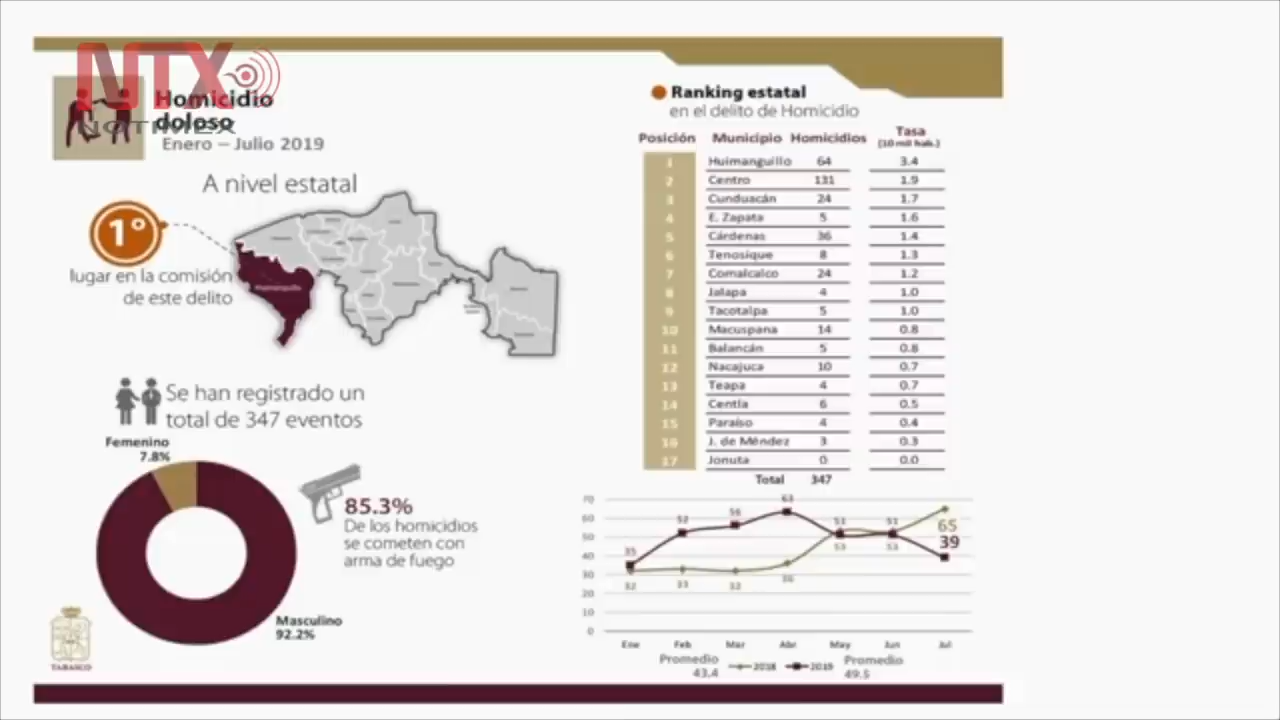 NTX
NOTIMEX
Homicidio
doloso
Enero – Julio 2019
A nivel estatal
1°
lugar en la comisión
de este delito
Huimanguillo
Se han registrado un
total de 347 eventos
Femenino
7.8%
85.3%
De los homicidios
se cometen con
arma de fuego
Masculino
92.2%
TABASCO
Ranking estatal
en el delito de Homicidio
Posición Municipio Homicidios Tasa (10 mil hab.)
1 Huimanguillo 64 3.4
2 Centro 131 1.9
3 Cunduacán 24 1.7
4 E. Zapata 5 1.6
5 Cárdenas 36 1.4
6 Tenosique 8 1.3
7 Comalcalco 24 1.2
8 Jalapa 4 1.0
9 Tacotalpa 5 1.0
10 Macuspana 14 0.8
11 Balancán 5 0.8
12 Nacajuca 10 0.7
13 Teapa 4 0.7
14 Centla 6 0.5
15 Paraíso 4 0.4
16 J. de Méndez 3 0.3
17 Jonuta 0 0.0
Total 347
70
60
50
40
30
20
10
0
35 52 56 63 51 51 39
32 33 32 36 53 53 65
Ene Feb Mar Abr May Jun Jul
Promedio
43.4
2018 2019
Promedio
49.5